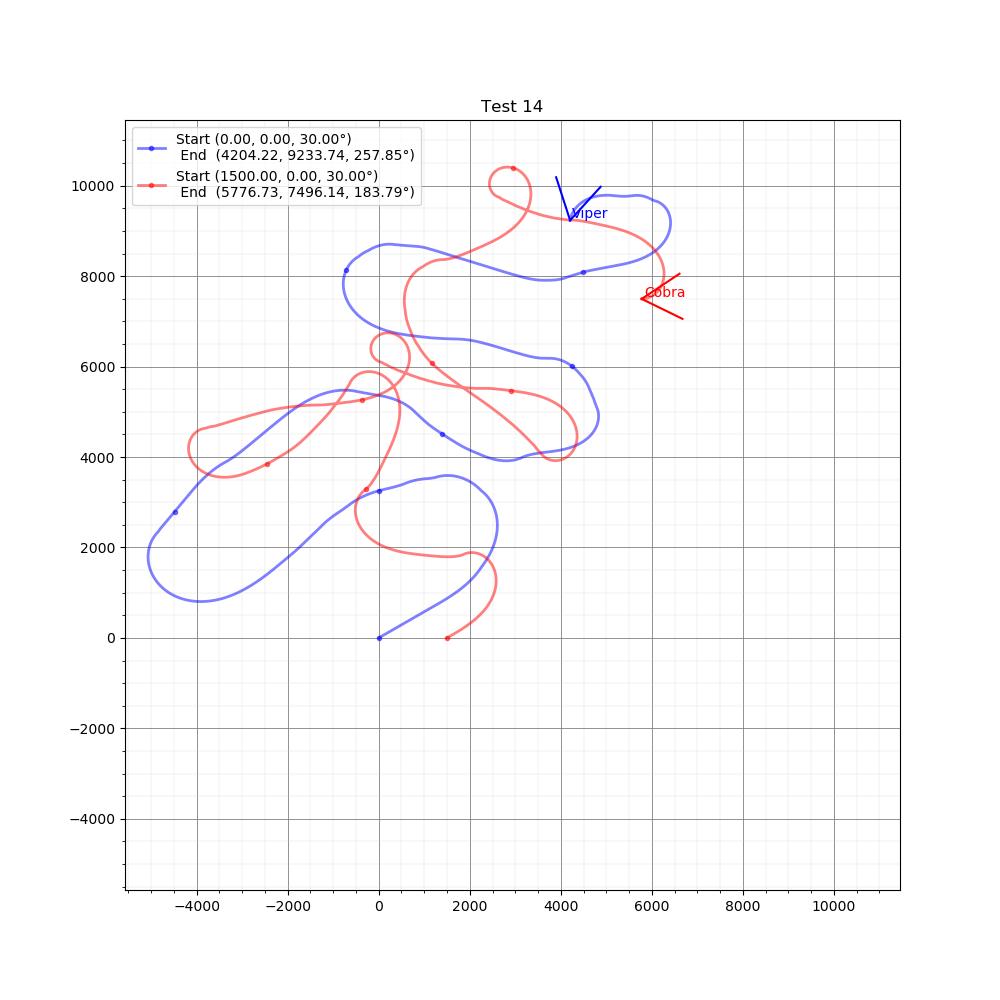 Test 14
Start (0.00, 0.00, 30.00°)
End (4204.22, 9233.74, 257.85°)
Start (1500.00, 0.00, 30.00°)
End (5776.73, 7496.14, 183.79°)
10000
Viper
8000
Cobra
6000
4000
2000
0
−2000
−4000
−4000 −2000 0 2000 4000 6000 8000 10000